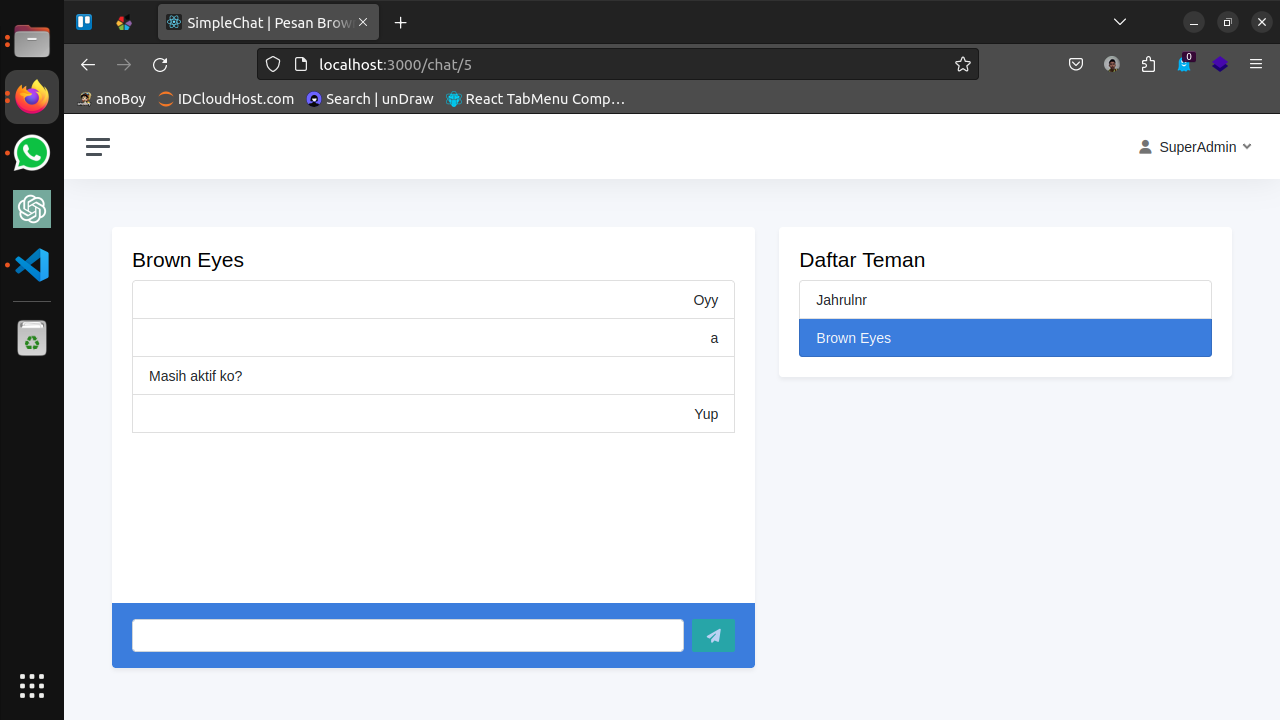 SimpleChat | Pesan Brow
localhost:3000/chat/5
0
anoBoy
IDCloudHost.com
Search | unDraw
React TabMenu Comp…
SuperAdmin
Brown Eyes
Oyy
a
Masih aktif ko?
Yup
Daftar Teman
Jahrulnr
Brown Eyes